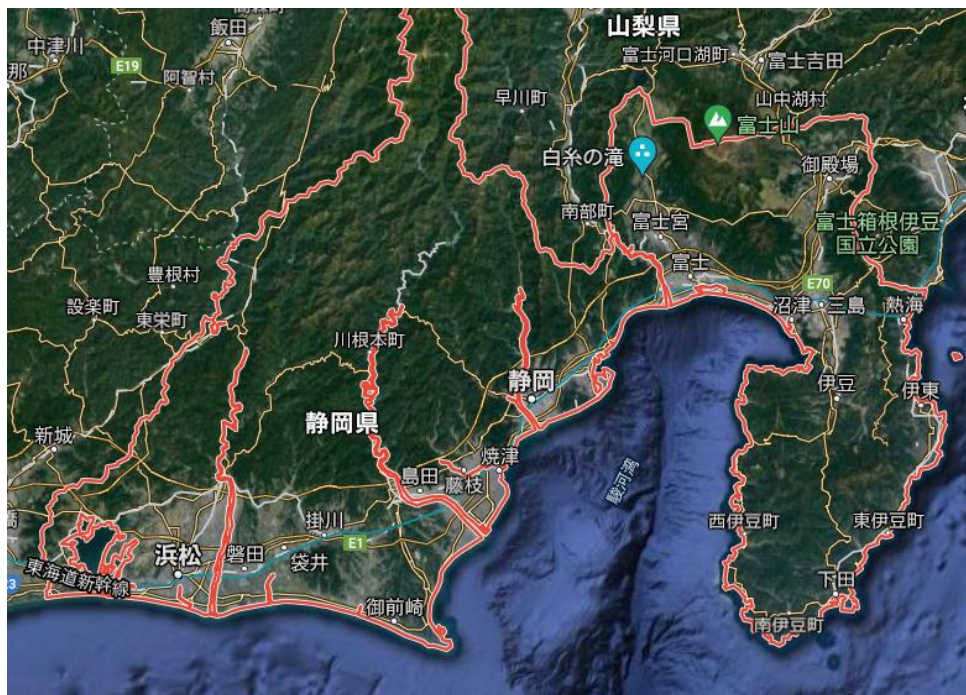 飯田
中津川
那
E19
阿智村
山梨県
富士河口湖町
富士吉田
早川町
山中湖村
富士山
白糸の滝
御殿場
南部町
富士宮
富士箱根伊豆
国立公園
豊根村
富士
E70
設楽町
東栄町
沼津
三島
熱海
川根本町
静岡
伊豆
伊東
静岡県
新城
焼津
島田
藤枝
駿河湾
掛川
西伊豆町
東伊豆町
橋
E1
浜松
磐田
袋井
東海道新幹線
下田
御前崎
南伊豆町